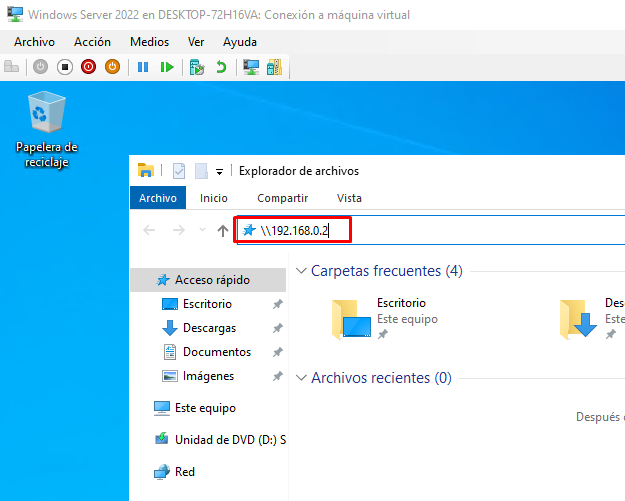 Windows Server 2022 en DESKTOP-72H16VA: Conexión a máquina virtual
Archivo Acción Medios Ver Ayuda
Papelera de
reciclaje
Explorador de archivos
Archivo Inicio Compartir Vista
\\192.168.0.2
Acceso rápido
Escritorio
Descargas
Documentos
Imágenes
Este equipo
Unidad de DVD (D:) S
Red
Carpetas frecuentes (4)
Escritorio
Este equipo
Des
Este
Archivos recientes (0)
Después